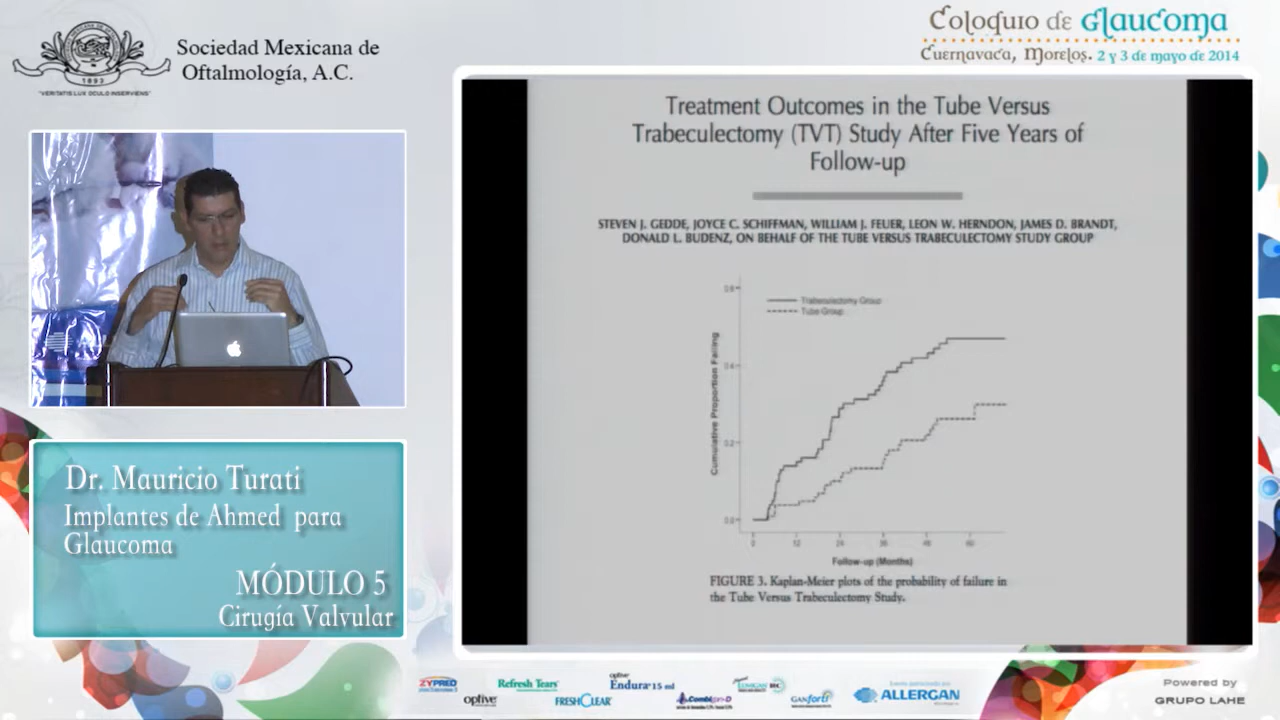 Sociedad Mexicana de
Oftalmología, A.C.
1893
"VERITATIS LUX OCULO INSERVIENS"
Coloquio de glaucoma
Cuernavaca, Morelos. 2 y 3 de mayo de 2014
Treatment Outcomes in the Tube Versus
Trabeculectomy (TVT) Study After Five Years of
Follow-up
STEVEN J. GEDDE, JOYCE C. SCHIFFMAN, WILLIAM J. FEUER, LEON W. HERNDON, JAMES D. BRANDT,
DONALD L. BUDENZ, ON BEHALF OF THE TUBE VERSUS TRABECULECTOMY STUDY GROUP
Trabeculectomy Group
Tube Group
Cumulative Proportion Failing
0.6
0.4
0.2
0.0
0 12 24 36 48 60
Follow-up (Months)
FIGURE 3. Kaplan-Meier plots of the probability of failure in
the Tube Versus Trabeculectomy Study.
Dr. Mauricio Turati
Implantes de Ahmed para
Glaucoma
MÓDULO 5
Cirugía Valvular
ZYPRED
optive
Refresh Tears
FRESHCLEAR
optive
Endura 15 ml
Combigan-D
GANforti
ALLERGAN
Powered by
GRUPO LAHE